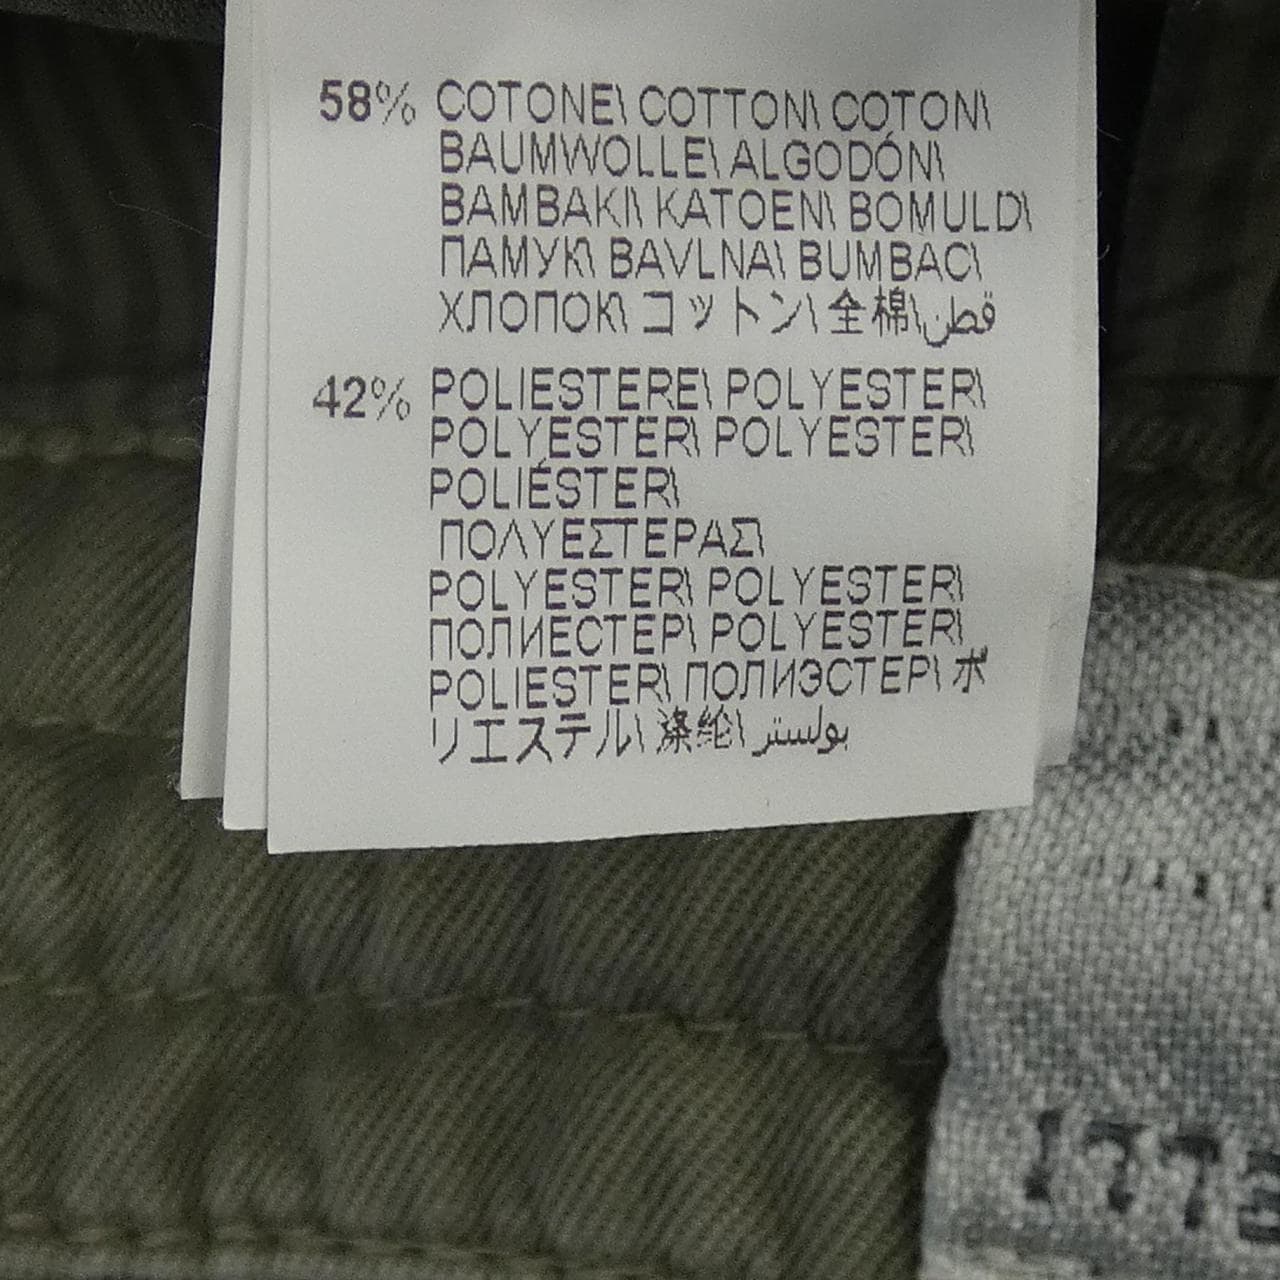 58% COTONE\ COTTON\ COTON\
BAUMWOLLE\ ALGODÓN\
BAMBAKI\ KATOEN\ BOMULD\
ПАМУК\ BAVLNA\ BUMBAC\
ХЛОПОК\ コットン\ 全棉\ قطن
42% POLIESTERE\ POLYESTER\
POLYESTER\ POLYESTER\
POLIÉSTER\
ΠΟΛΥΕΣΤΕΡΑΣ\
POLYESTER\ POLYESTER\
ПОЛИЕСТЕР\ POLYESTER\
POLIESTER\ ПОЛИЭСТЕР\ ポ
リエステル\ 涤纶\ بولستر